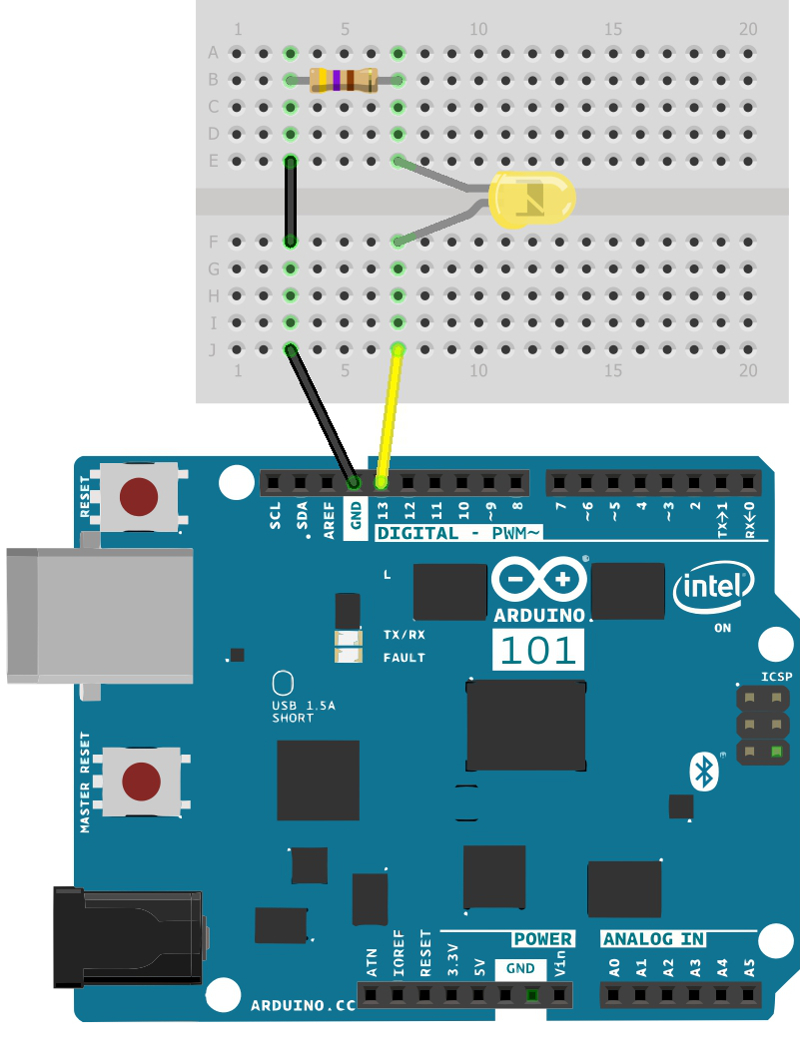 1 5 10 15 20
A
B
C
D
E
F
G
H
I
J
1 5 10 15 20
RESET
SCL
SDA
AREF
GND
13
12
11
10
~9
8
7
~6
~5
4
~3
2
TX→1
RX←0
DIGITAL - PWM~
L
TX/RX
FAULT
ARDUINO
101
intel
ON
ICSP
USB 1.5A
SHORT
MASTER RESET
POWER
ANALOG IN
ATN
IOREF
RESET
3.3V
5V
GND
Vin
A0
A1
A2
A3
A4
A5
ARDUINO.CC